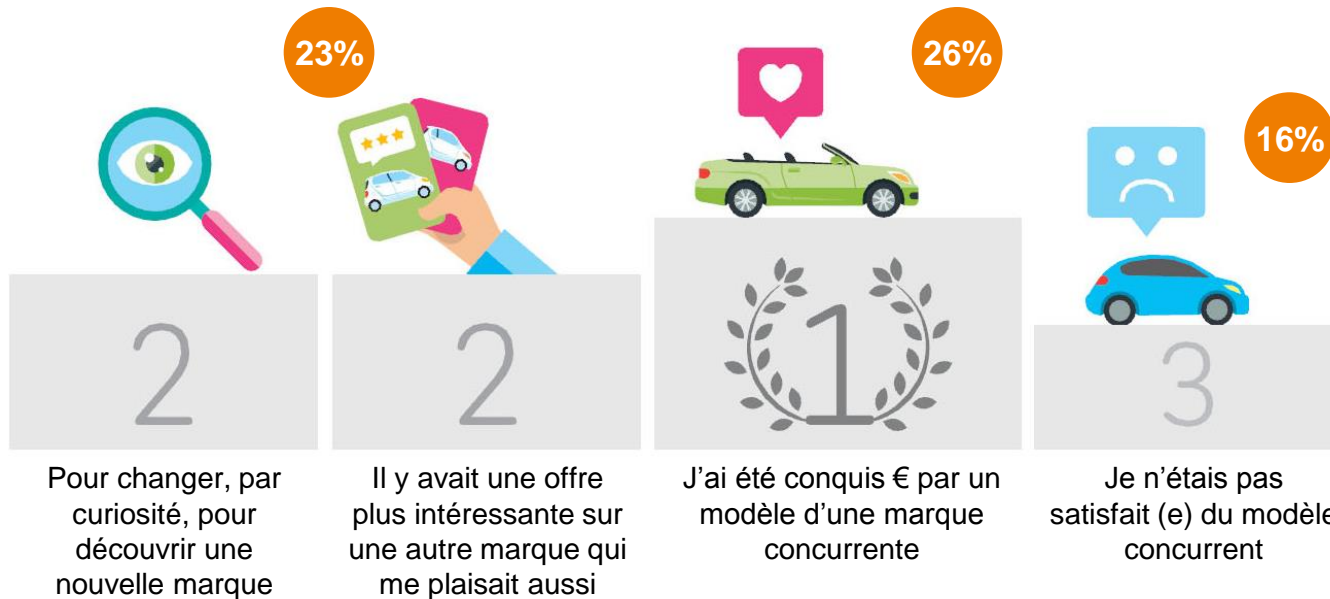 23%
26%
16%
2
2
1
3
Pour changer, par
curiosité, pour
découvrir une
nouvelle marque
Il y avait une offre
plus intéressante sur
une autre marque qui
me plaisait aussi
J’ai été conquis € par un
modèle d’une marque
concurrente
Je n’étais pas
satisfait (e) du modèle
concurrent